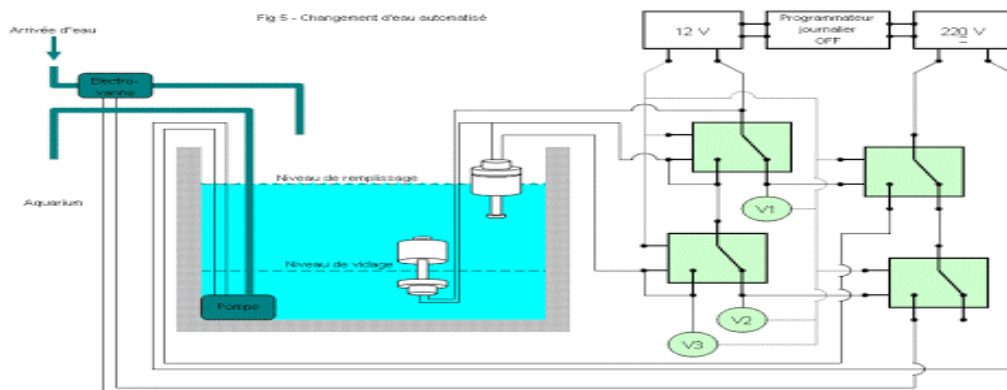 Fig 5 - Changement d'eau automatisé
Arrivée d'eau
Electro-
vanne
12 V
Programmateur
journalier
OFF
220 V
Niveau de remplissage
Aquarium
V1
Niveau de vidage
Pompe
V2
V3